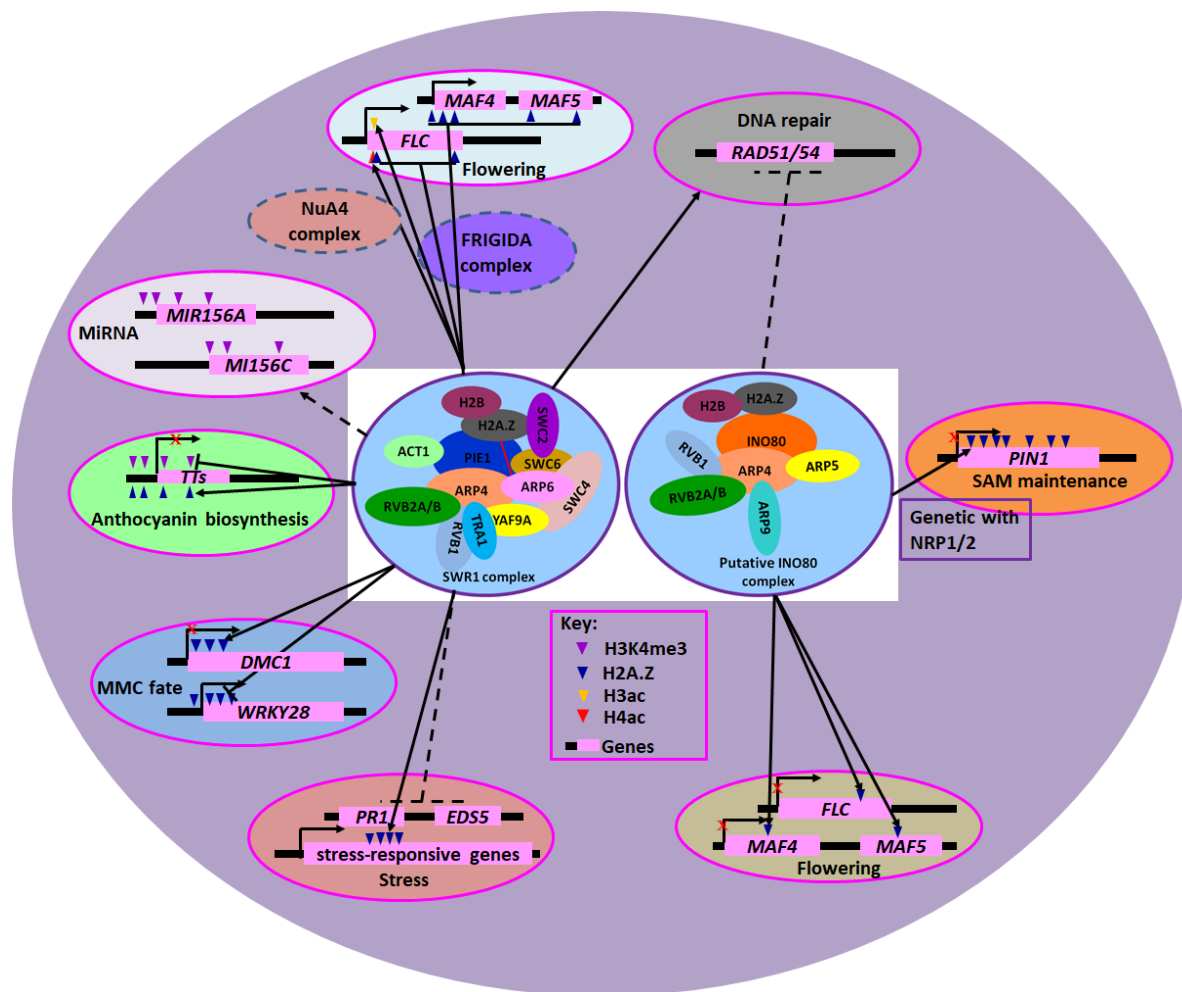 MAF4 MAF5
FLC
Flowering
DNA repair
RAD51/54
NuA4
complex
FRIGIDA
complex
MIR156A
MiRNA
MI156C
H2B
H2A.Z
SWC2
ACT1
PIE1
SWC6
ARP4
ARP6
SWC4
RVB2A/B
TRA1
YAF9A
RVB1
SWR1 complex
H2B
H2A.Z
INO80
RVB1
ARP4
ARP5
RVB2A/B
ARP9
Putative INO80
complex
X
PIN1
SAM maintenance
Genetic with
NRP1/2
X
TTs
Anthocyanin biosynthesis
X
DMC1
MMC fate
WRKY28
Key:
H3K4me3
H2A.Z
H3ac
H4ac
Genes
PR1 EDS5
stress-responsive genes
Stress
X
FLC
X
MAF4 MAF5
Flowering